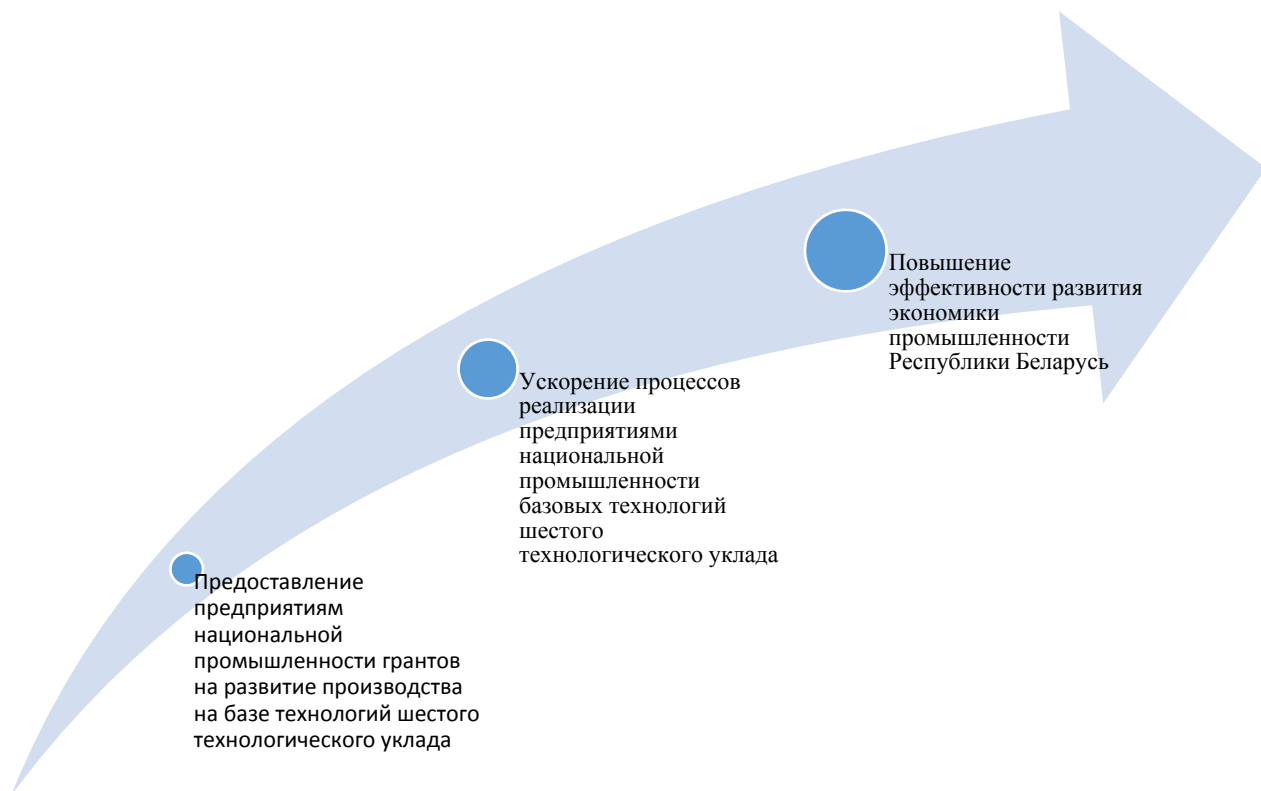 Предоставление
предприятиям
национальной
промышленности грантов
на развитие производства
на базе технологий шестого
технологического уклада
Ускорение процессов
реализации
предприятиями
национальной
промышленности
базовых технологий
шестого
технологического уклада
Повышение
эффективности развития
экономики
промышленности
Республики Беларусь